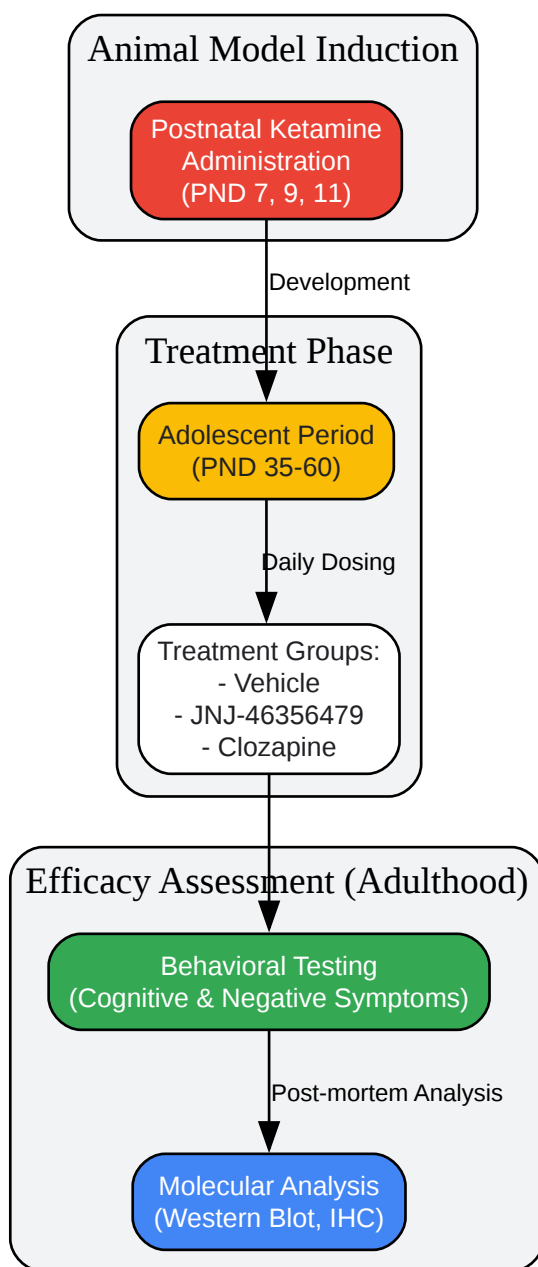 Animal Model Induction
Postnatal Ketamine
Administration
(PND 7, 9, 11)
Development
Treatment Phase
Adolescent Period
(PND 35-60)
Daily Dosing
Treatment Groups:
- Vehicle
- JNJ-46356479
- Clozapine
Efficacy Assessment (Adulthood)
Behavioral Testing
(Cognitive & Negative Symptoms)
Post-mortem Analysis
Molecular Analysis
(Western Blot, IHC)